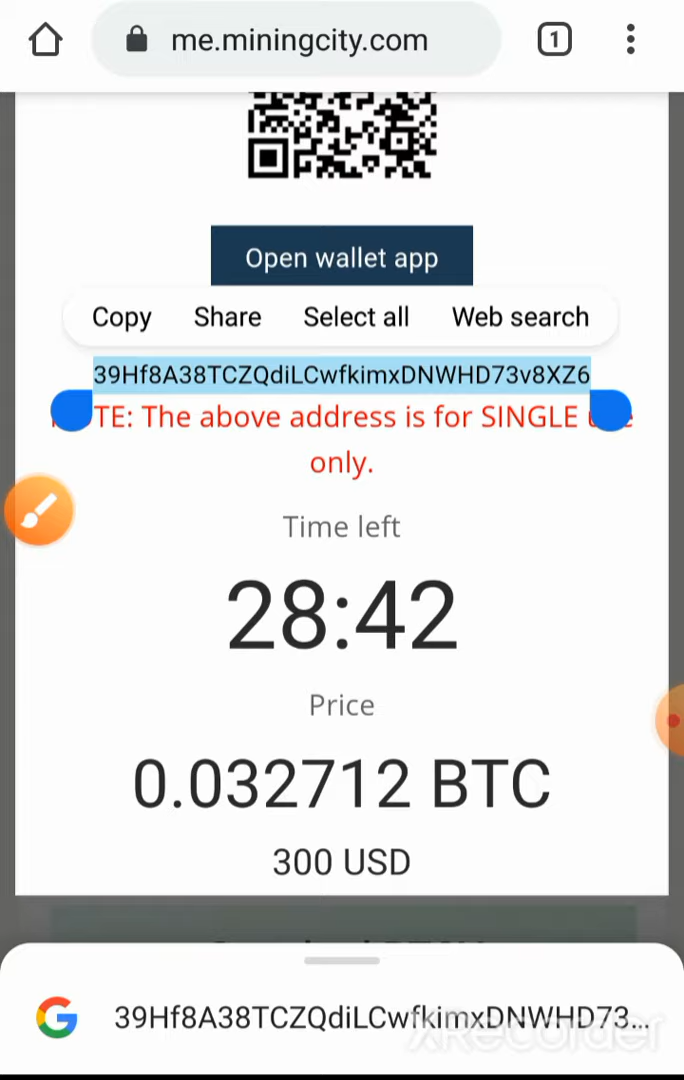 me.miningcity.com
1
Open wallet app
Copy Share Select all Web search
39Hf8A38TCZQdiLCwfkimxDNWHD73v8XZ6
TE: The above address is for SINGLE
only.
Time left
28:42
Price
0.032712 BTC
300 USD
39Hf8A38TCZQdiLCwfkimxDNWHD73...
XRecorder